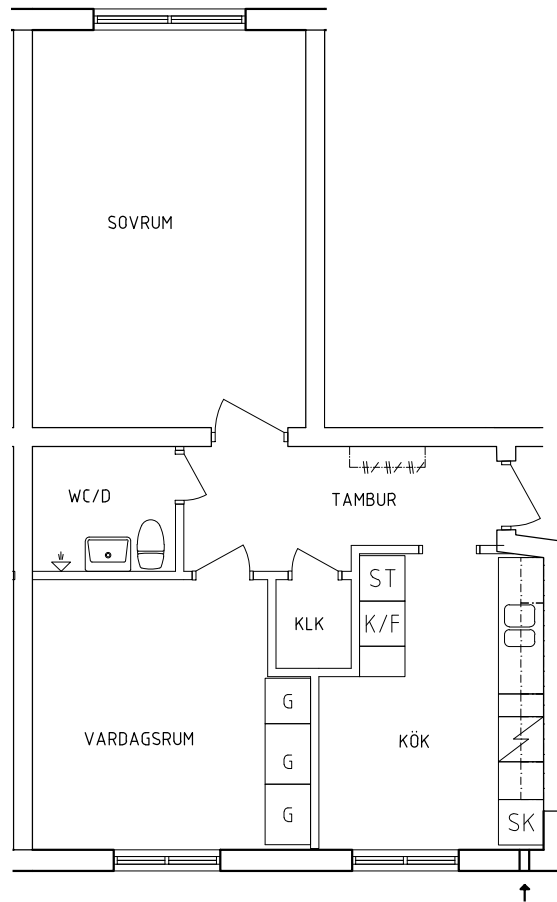 SOVRUM
WC/D
TAMBUR
ST
KLK
K/F
G
VARDAGSRUM
KÖK
G
G
SK